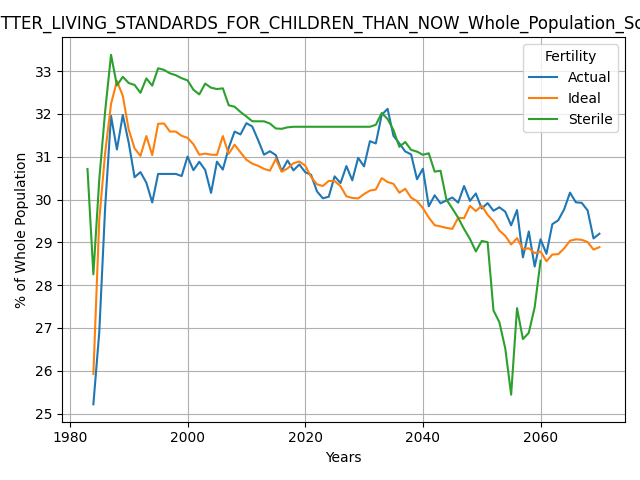 TTER_LIVING_STANDARDS_FOR_CHILDREN_THAN_NOW_Whole_Population_Sc
Fertility
Actual
Ideal
Sterile
% of Whole Population
33
32
31
30
29
28
27
26
25
1980
2000
2020
2040
2060
Years